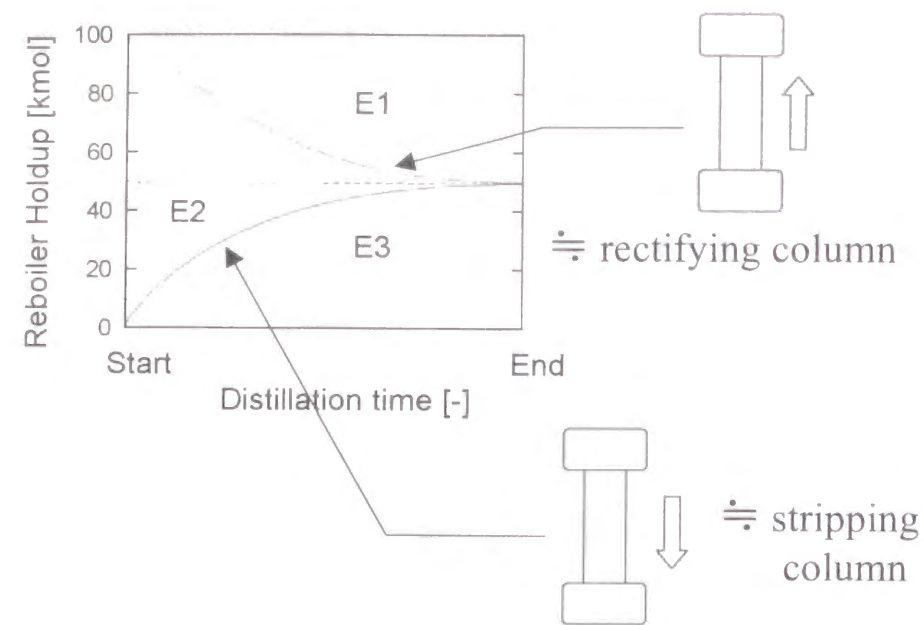 Reboiler Holdup [kmol]
100
80
60
40
20
0
E1
E2
E3
Start
End
Distillation time [-]
≒ rectifying column
≒ stripping
column